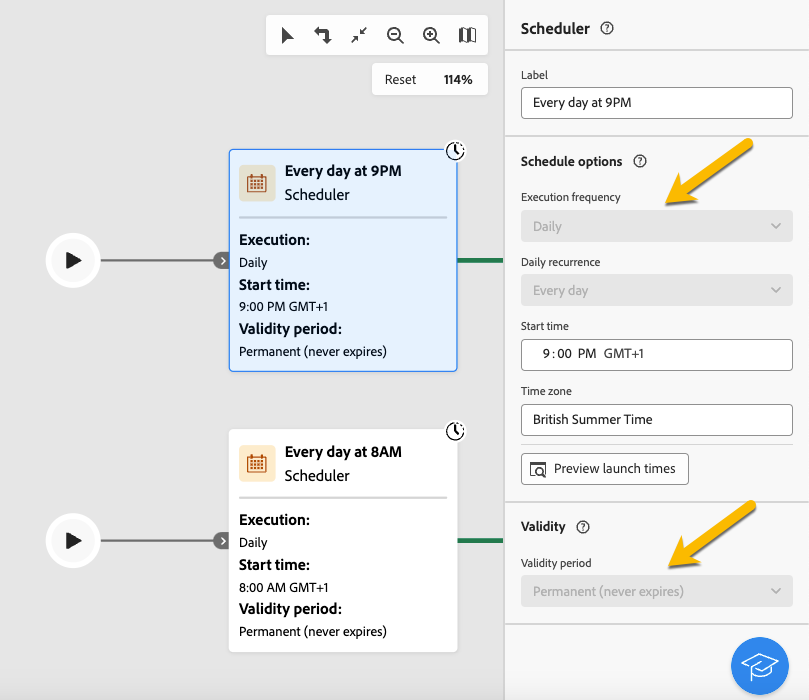 Reset 114%
Every day at 9PM
Scheduler
Execution:
Daily
Start time:
9:00 PM GMT+1
Validity period:
Permanent (never expires)
Every day at 8AM
Scheduler
Execution:
Daily
Start time:
8:00 AM GMT+1
Validity period:
Permanent (never expires)
Scheduler ?
Label
Every day at 9PM
Schedule options ?
Execution frequency
Daily
Daily recurrence
Every day
Start time
9:00 PM GMT+1
Time zone
British Summer Time
Preview launch times
Validity ?
Validity period
Permanent (never expires)